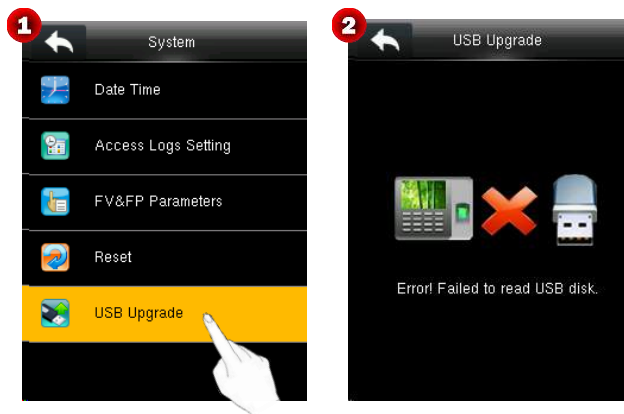 1
System
Date Time
Access Logs Setting
FV&FP Parameters
Reset
USB Upgrade
2
USB Upgrade
Error! Failed to read USB disk.